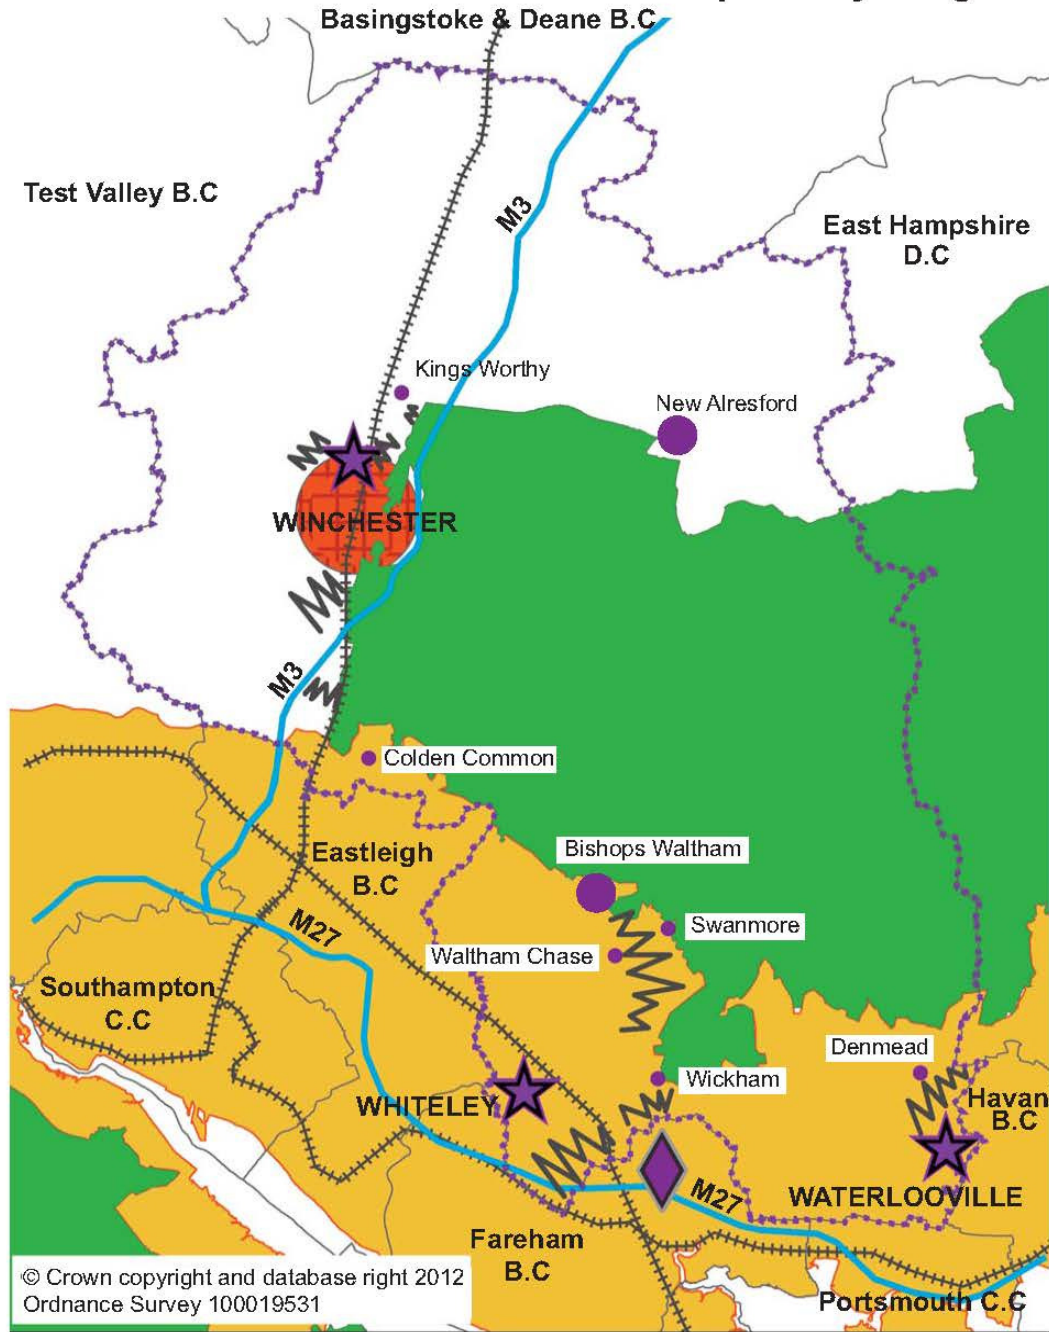 Basingstoke & Deane B.C
Test Valley B.C
M3
East Hampshire
D.C
Kings Worthy
New Alresford
WINCHESTER
M3
Colden Common
Eastleigh
B.C
Bishops Waltham
M27
Swanmore
Waltham Chase
Southampton
C.C
Denmead
Wickham
WHITELEY
Havan
B.C
M27
WATERLOOVILLE
Fareham
B.C
© Crown copyright and database right 2012
Ordnance Survey 100019531
Portsmouth C.C